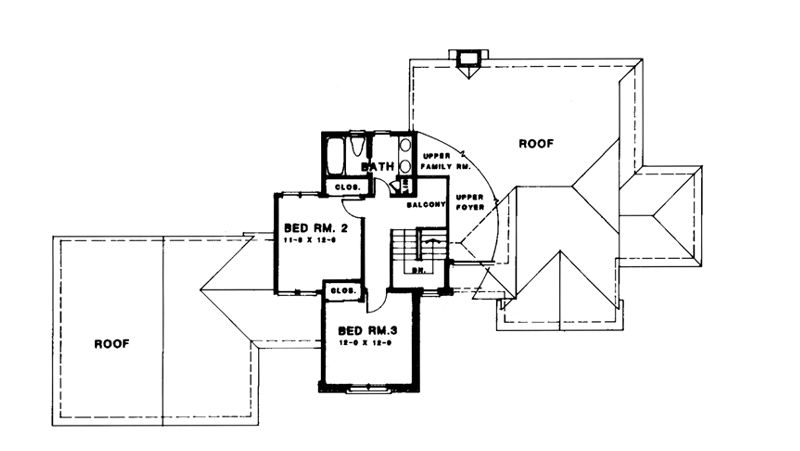 ROOF
UPPER
FAMILY RM.
BATH
CLOS.
LIN.
UPPER
FOYER
BALCONY
BED RM. 2
11-8 X 12-0
DN.
CLOS.
BED RM.3
12-0 X 12-0
ROOF